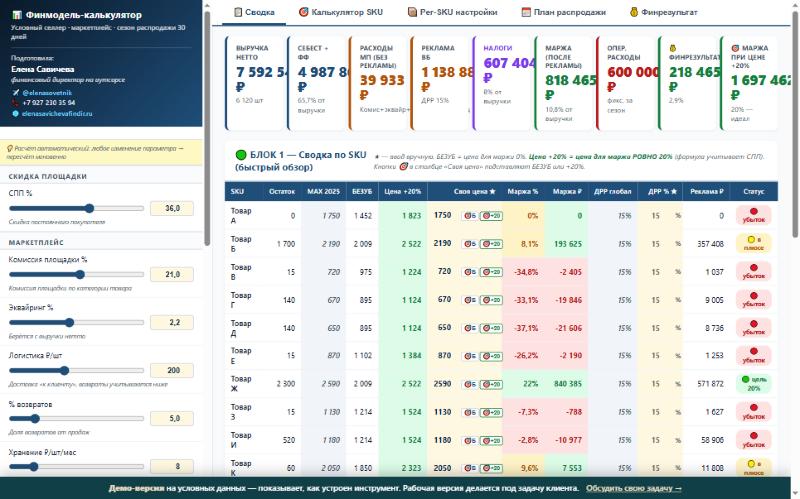 Финмодель-калькулятор
Условный селлер · маркетплейс · сезон распродажи 30
дней
Подготовила:
Елена Савичева
финансовый директор на аутсорсе
@elenasovetnik
+7 927 230 35 94
elenasavichevafindir.ru
Расчёт автоматический: любое изменение параметра →
пересчёт мгновенно
СКИДКА ПЛОЩАДКИ
СПП %
36,0
Скидка постоянного покупателя
МАРКЕТПЛЕЙС
Комиссия площадки %
21,0
Комиссия площадки по категории товара
Эквайринг %
2,2
Берётся с выручки нетто
Логистика ₽/шт
200
Доставка «к клиенту», возвраты учитываются ниже
% возвратов
5,0
Доля возвратов от продаж
Хранение ₽/шт/мес
8
Сводка
Калькулятор SKU
Per-SKU настройки
План распродажи
Финрезультат
ВЫРУЧКА
НЕТТО
7 592 54
₽
6 120 шт
СЕБЕСТ +
ФФ
4 987 80
₽
65,7% от
выручки
РАСХОДЫ
МП (БЕЗ
РЕКЛАМЫ)
39 933
₽
Комис+эквайр+
РЕКЛАМА
ВБ
1 138 88
₽
ДРР 15%
НАЛОГИ
607 404
₽
8% от
выручки
МАРЖА
(ПОСЛЕ
РЕКЛАМЫ)
818 465
₽
10,8% от
выручки
ОПЕР.
РАСХОДЫ
600 000
₽
фикс. за
сезон
ФИНРЕЗУЛЬТАТ
218 465
₽
2,9%
МАРЖА
ПРИ ЦЕНЕ
+20%
1 697 462
₽
20% —
идеал
БЛОК 1 — Сводка по SKU
(быстрый обзор)
★ — ввод вручную. БЕЗУБ = цена для маржи 0%. Цена +20% = цена для маржи РОВНО 20% (формула учитывает СПП).
Кнопки в столбце «Своя цена» подставляют БЕЗУБ или +20%.
SKU Остаток MAX 2025 БЕЗУБ Цена +20% Своя цена ★ Маржа % Маржа ₽ ДРР глобал ДРР % ★ Реклама ₽ Статус
Товар А 0 1 750 1 452 1 823 1750 Б +20 0% 0 15% 15 % 0 убыток
Товар Б 1 700 2 190 2 009 2 522 2190 Б +20 8,1% 193 625 15% 15 % 357 408 в плюсе
Товар В 15 720 975 1 224 720 Б +20 -34,8% -2 405 15% 15 % 1 037 убыток
Товар Г 140 670 895 1 124 670 Б +20 -33,1% -19 846 15% 15 % 9 005 убыток
Товар Д 140 650 895 1 124 650 Б +20 -37,1% -21 606 15% 15 % 8 736 убыток
Товар Е 15 870 1 102 1 384 870 Б +20 -26,2% -2 190 15% 15 % 1 253 убыток
Товар Ж 2 300 2 590 2 009 2 522 2590 Б +20 22% 840 385 15% 15 % 571 872 цель 20%
Товар З 15 1 130 1 214 1 524 1130 Б +20 -7,3% -788 15% 15 % 1 627 убыток
Товар И 520 1 180 1 214 1 524 1180 Б +20 -2,8% -10 977 15% 15 % 58 906 убыток
Товар К 60 2 050 1 850 2 323 2050 Б +20 9,6% 7 553 15% 15 % 11 808 в
Демо-версия на условных данных — показывает, как устроен инструмент. Рабочая версия делается под задачу клиента. Обсудить свою задачу →